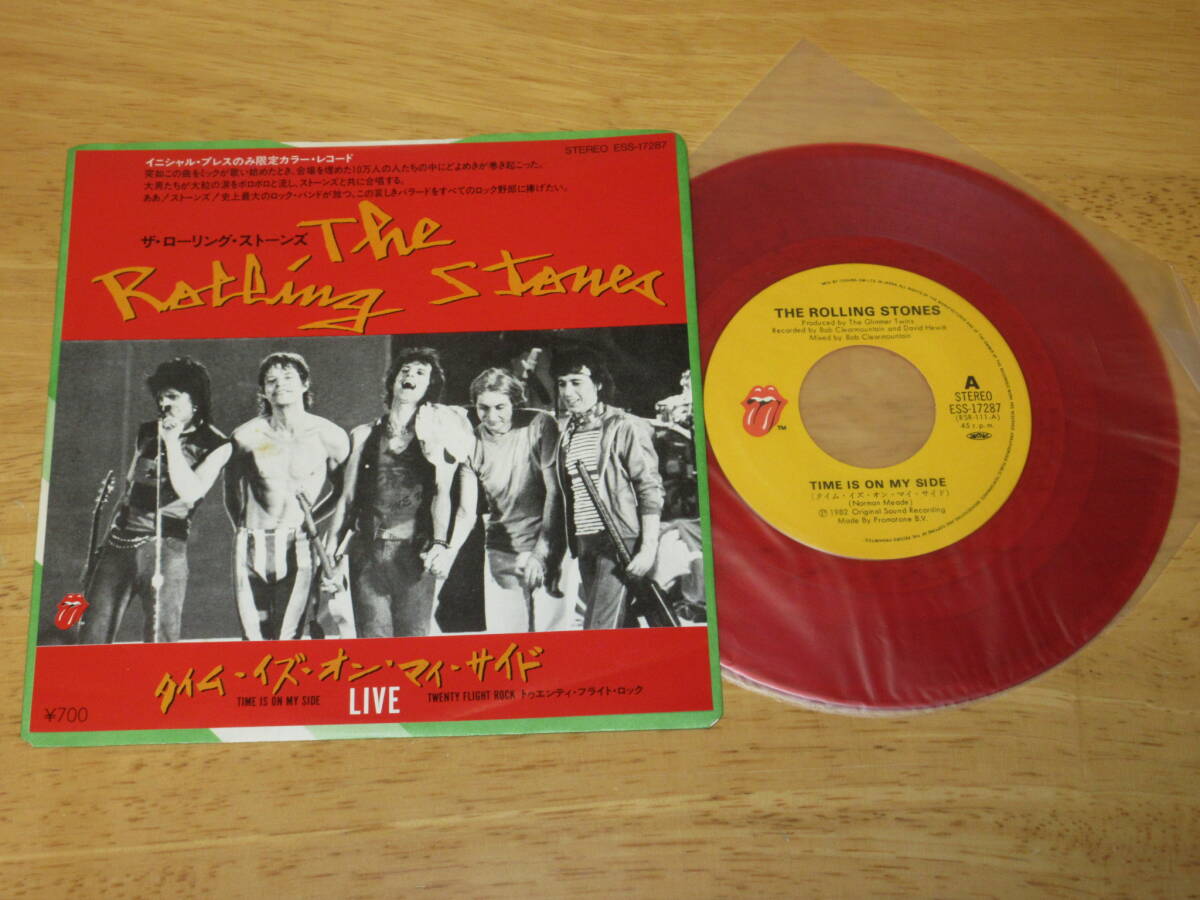 イニシャル・プレスのみ限定カラー・レコード
STEREO ESS-17287
突如この曲をミックが歌い始めたとき、会場を埋めた10万人の人たちの中にどよめきが巻き起こった。
大男たちが大粒の涙をボロボロと流し、ストーンズと共に合唱する。
ああ!ストーンズ!史上最大のロック・バンドが放つ、この哀しきバラードをすべてのロック野郎に捧げたい。
ザ・ローリング・ストーンズ
The
Rolling Stones
タイム・イズ・オン・マイ・サイド
TIME IS ON MY SIDE
LIVE
TWENTY FLIGHT ROCK トゥエンティ・フライト・ロック
¥700
THE ROLLING STONES
Produced by The Glimmer Twins
Recorded by Bob Clearmountain and David Hewitt
Mixed by Bob Clearmountain
A
STEREO
ESS-17287
(RSR-111-A)
45 r.p.m.
TM
TIME IS ON MY SIDE
(タイム・イズ・オン・マイ・サイド)
(Norman Meade)
Ⓟ 1982 Original Sound Recording
Made By Promotone B.V.